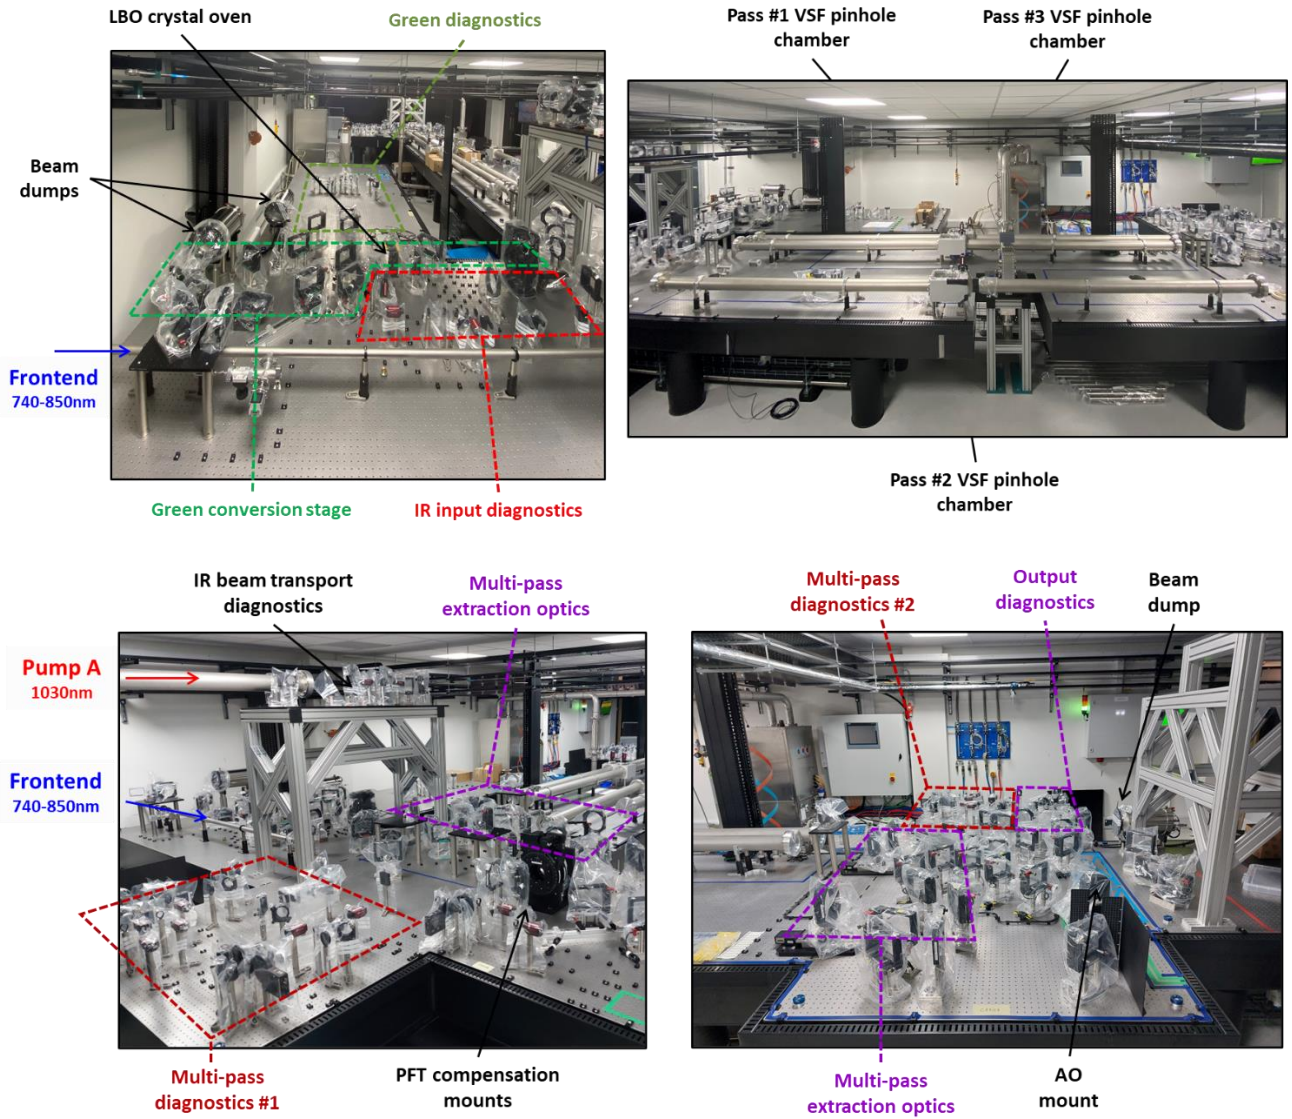 LBO crystal oven
Green diagnostics
Beam
dumps
Frontend
740-850nm
Green conversion stage
IR input diagnostics
Pass #1 VSF pinhole
chamber
Pass #3 VSF pinhole
chamber
Pass #2 VSF pinhole
chamber
IR beam transport
diagnostics
Multi-pass
extraction optics
Pump A
1030nm
Frontend
740-850nm
Multi-pass
diagnostics #1
PFT compensation
mounts
Multi-pass
diagnostics #2
Output
diagnostics
Beam
dump
Multi-pass
extraction optics
AO
mount